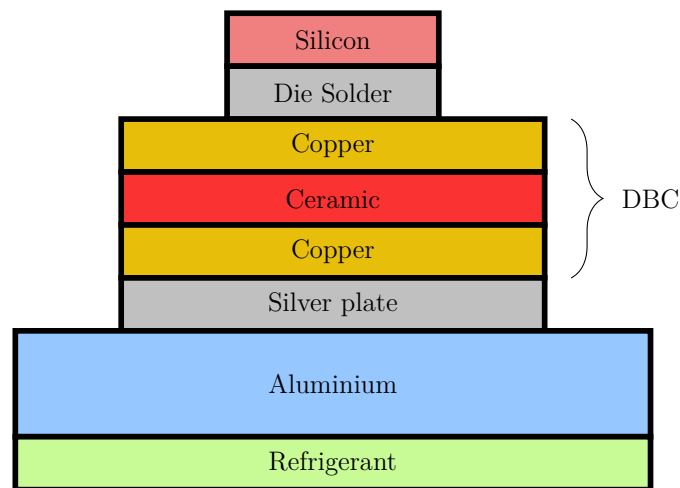 Silicon
Die Solder
Copper
Ceramic
DBC
Copper
Silver plate
Aluminium
Refrigerant